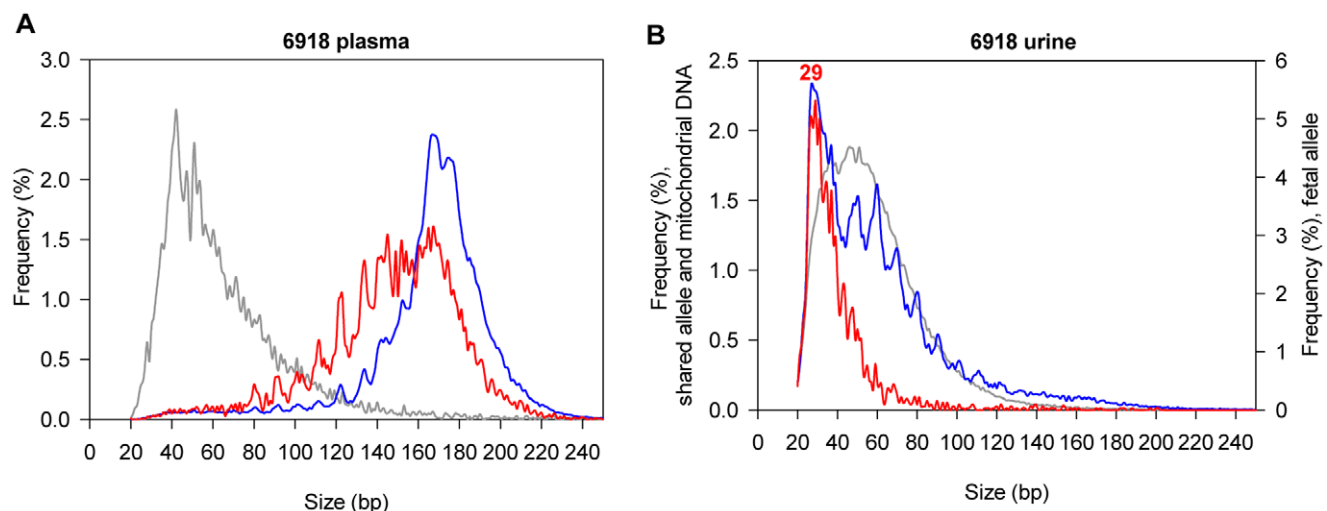 A
6918 plasma
Frequency (%)
3.0
2.5
2.0
1.5
1.0
0.5
0.0
0 20 40 60 80 100 120 140 160 180 200 220 240
Size (bp)
B
6918 urine
Frequency (%),
shared allele and mitochondrial DNA
2.5
2.0
1.5
1.0
0.5
0.0
29
6
5
4
3
2
1
0
Frequency (%), fetal allele
0 20 40 60 80 100 120 140 160 180 200 220 240
Size (bp)